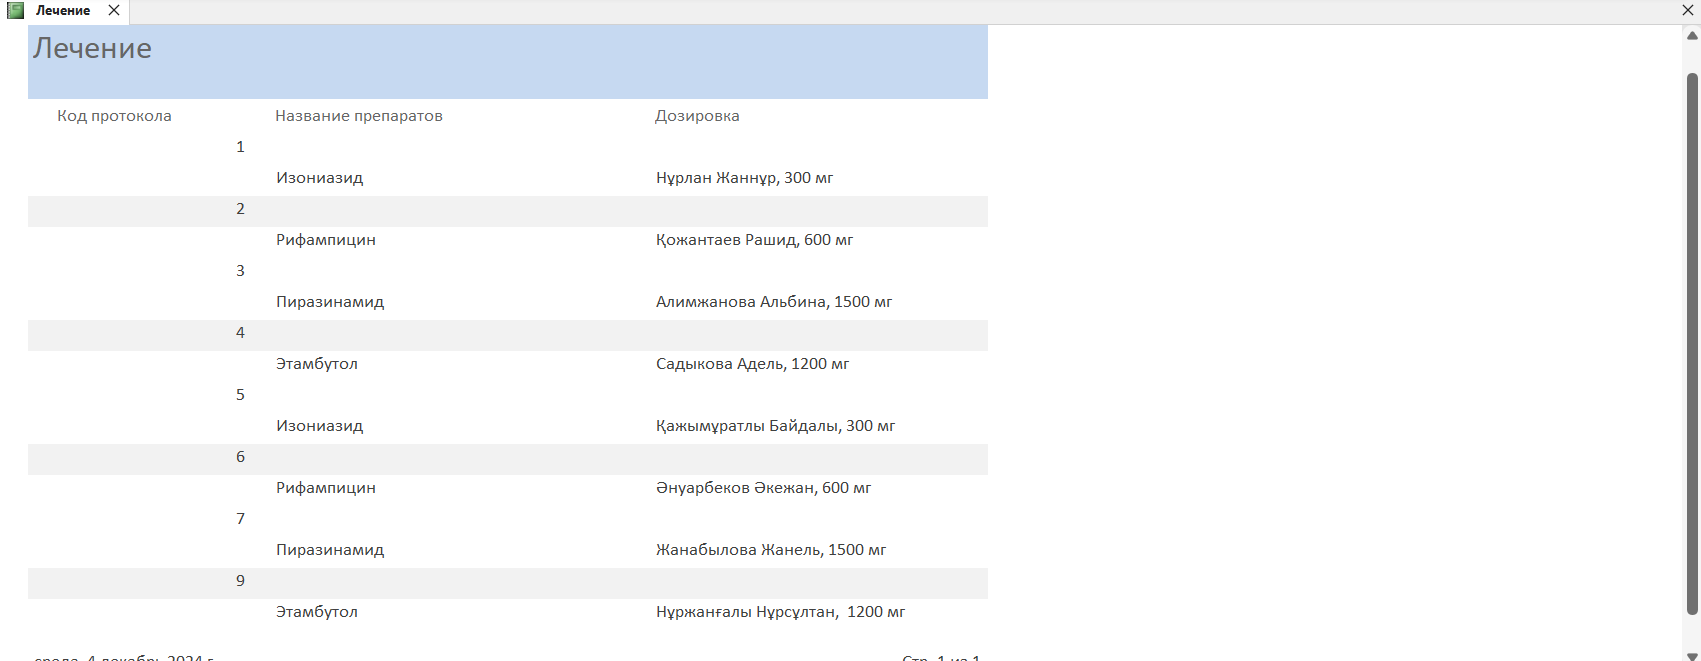 Лечение
Лечение
Код протокола Название препаратов Дозировка
1
Изониазид Нұрлан Жаннұр, 300 мг
2
Рифампицин Қожантаев Рашид, 600 мг
3
Пиразинамид Алимжанова Альбина, 1500 мг
4
Этамбутол Садыкова Адель, 1200 мг
5
Изониазид Қажымұратлы Байдалы, 300 мг
6
Рифампицин Әнуарбеков Әкежан, 600 мг
7
Пиразинамид Жанабылова Жанель, 1500 мг
9
Этамбутол Нұржанғалы Нұрсұлтан, 1200 мг
среда, 4 декабрь 2024 г. Стр. 1 из 1